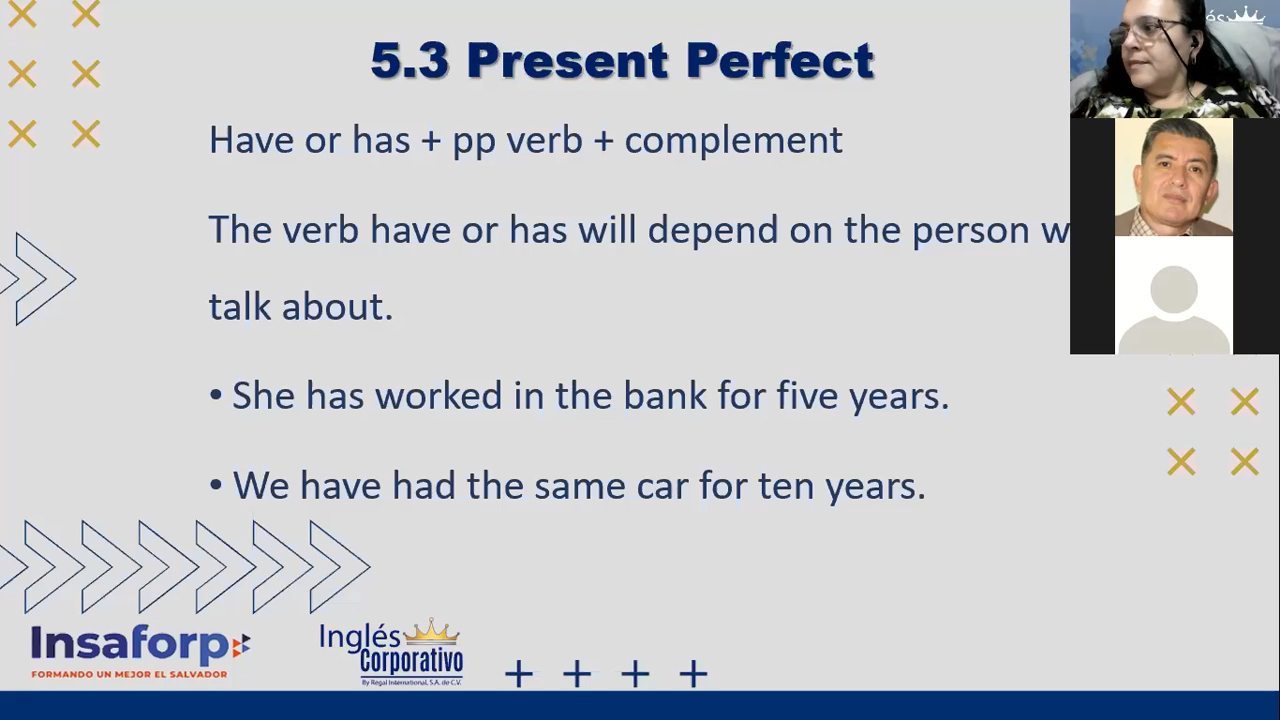 5.3 Present Perfect
Have or has + pp verb + complement
The verb have or has will depend on the person
talk about.
• She has worked in the bank for five years.
• We have had the same car for ten years.
Insaforp
FORMANDO UN MEJOR EL SALVADOR
Inglés
Corporativo
By Regal International, S.A. de C.V.